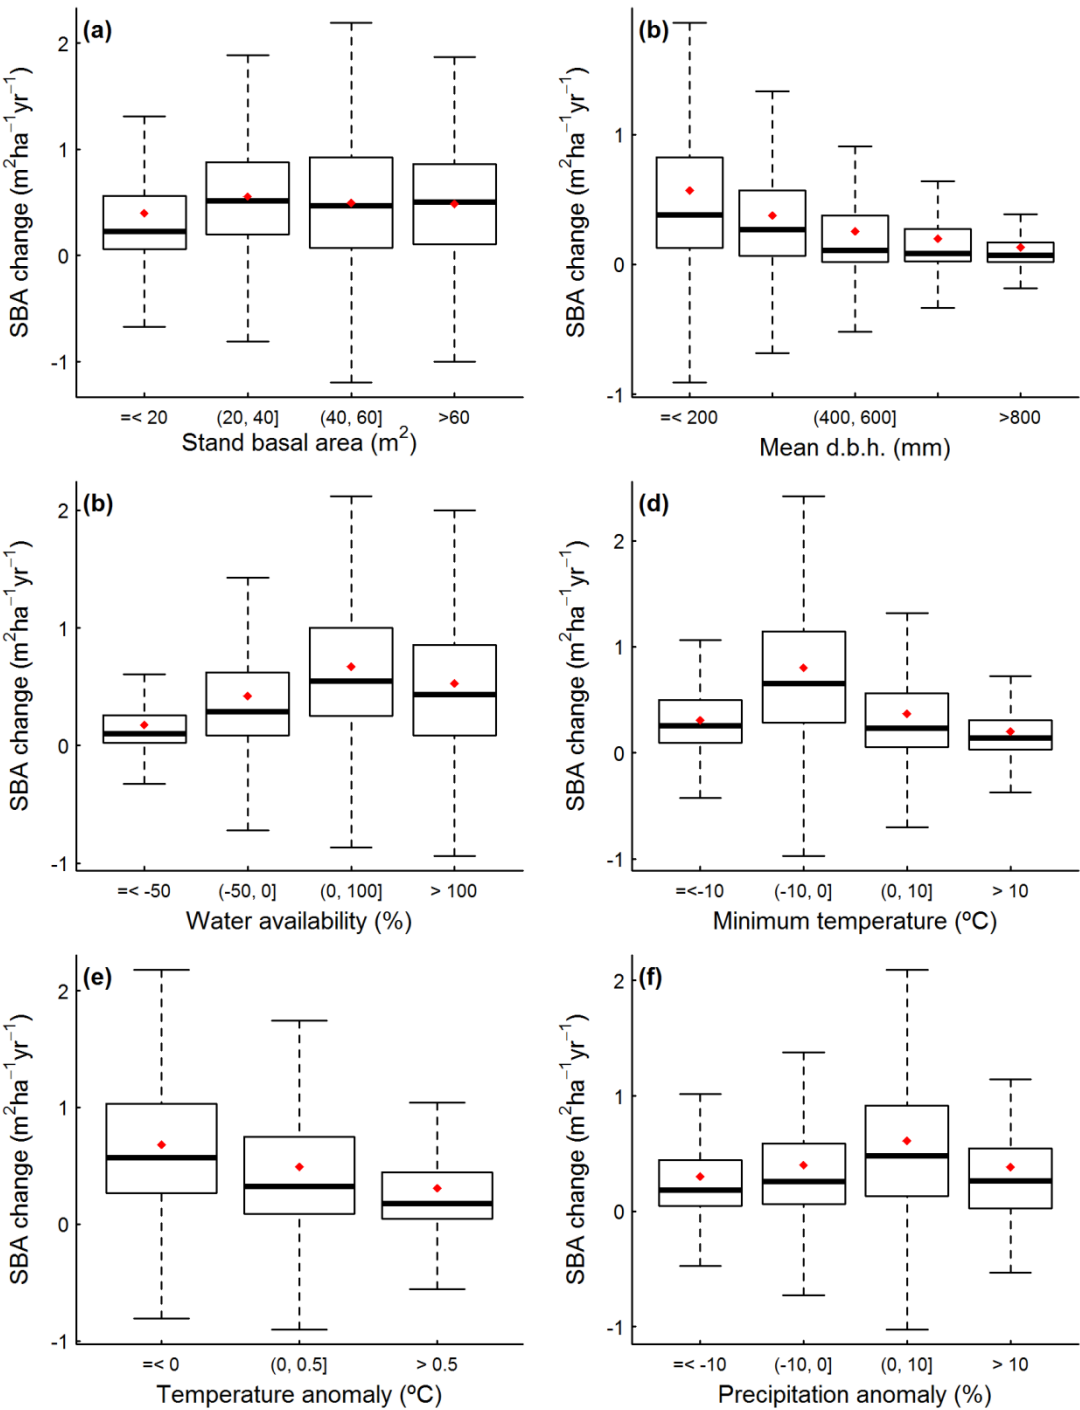 (a)
SBA change (m²ha⁻¹yr⁻¹)
2
1
0
-1
=< 20 (20, 40] (40, 60] >60
Stand basal area (m²)
(b)
SBA change (m²ha⁻¹yr⁻¹)
1
0
-1
=< 200 (400, 600] >800
Mean d.b.h. (mm)
(b)
SBA change (m²ha⁻¹yr⁻¹)
2
1
0
-1
=< -50 (-50, 0] (0, 100] > 100
Water availability (%)
(d)
SBA change (m²ha⁻¹yr⁻¹)
2
1
0
-1
=<-10 (-10, 0] (0, 10] > 10
Minimum temperature (ºC)
(e)
SBA change (m²ha⁻¹yr⁻¹)
2
1
0
-1
=< 0 (0, 0.5] > 0.5
Temperature anomaly (ºC)
(f)
SBA change (m²ha⁻¹yr⁻¹)
2
1
0
-1
=< -10 (-10, 0] (0, 10] > 10
Precipitation anomaly (%)